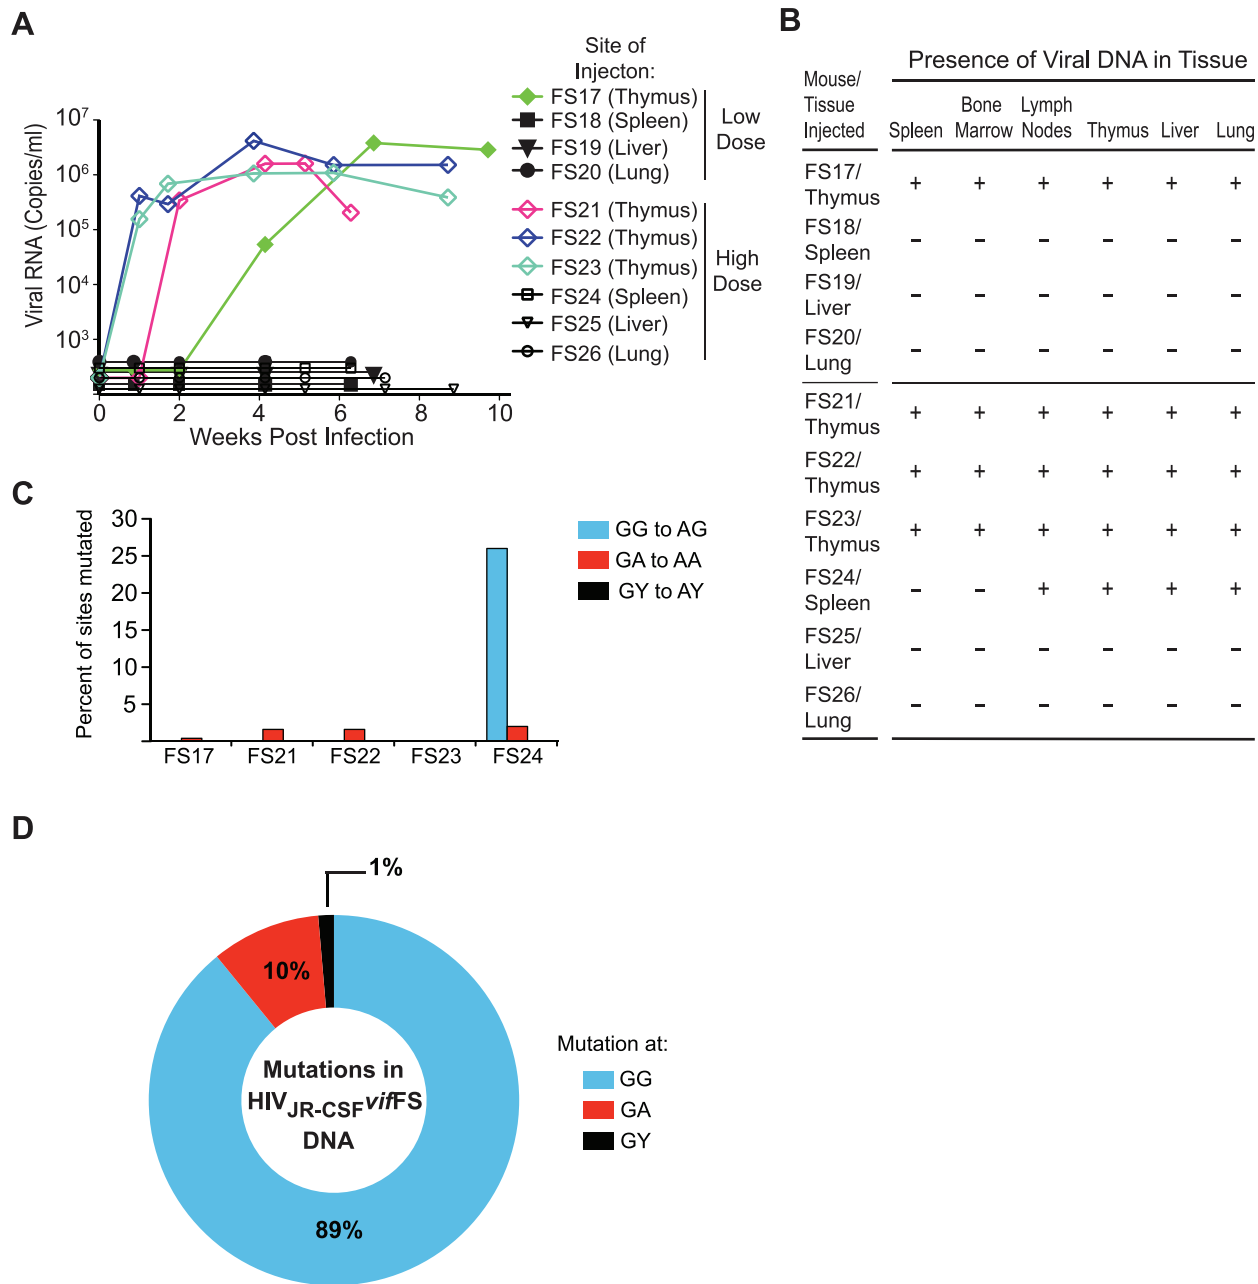 A
Site of
Injecton:
FS17 (Thymus)
FS18 (Spleen)
FS19 (Liver)
FS20 (Lung)
Low
Dose
FS21 (Thymus)
FS22 (Thymus)
FS23 (Thymus)
FS24 (Spleen)
FS25 (Liver)
FS26 (Lung)
High
Dose
Viral RNA (Copies/ml)
10^7
10^6
10^5
10^4
10^3
0 2 4 6 8 10
Weeks Post Infection
B
Presence of Viral DNA in Tissue
Mouse/
Tissue
Injected
Spleen
Bone
Marrow
Lymph
Nodes
Thymus
Liver
Lung
FS17/
Thymus
+ + + + + +
FS18/
Spleen
– – – – – –
FS19/
Liver
– – – – – –
FS20/
Lung
– – – – – –
FS21/
Thymus
+ + + + + +
FS22/
Thymus
+ + + + + +
FS23/
Thymus
+ + + + + +
FS24/
Spleen
– – + + + +
FS25/
Liver
– – – – – –
FS26/
Lung
– – – – – –
C
Percent of sites mutated
30
25
20
15
10
5
FS17 FS21 FS22 FS23 FS24
GG to AG
GA to AA
GY to AY
D
1%
10%
89%
Mutations in
HIV_JR-CSF vifFS
DNA
Mutation at:
GG
GA
GY